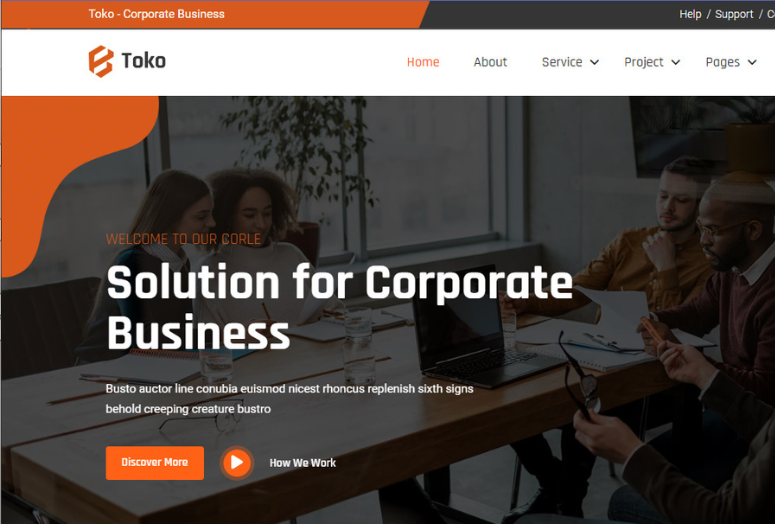 Toko - Corporate Business
Help / Support /
Toko
Home About Service Project Pages
WELCOME TO OUR CORLE
Solution for Corporate
Business
Busto auctor line conubia euismod nicest rhoncus replenish sixth signs
behold creeping creature bustro
Discover More How We Work